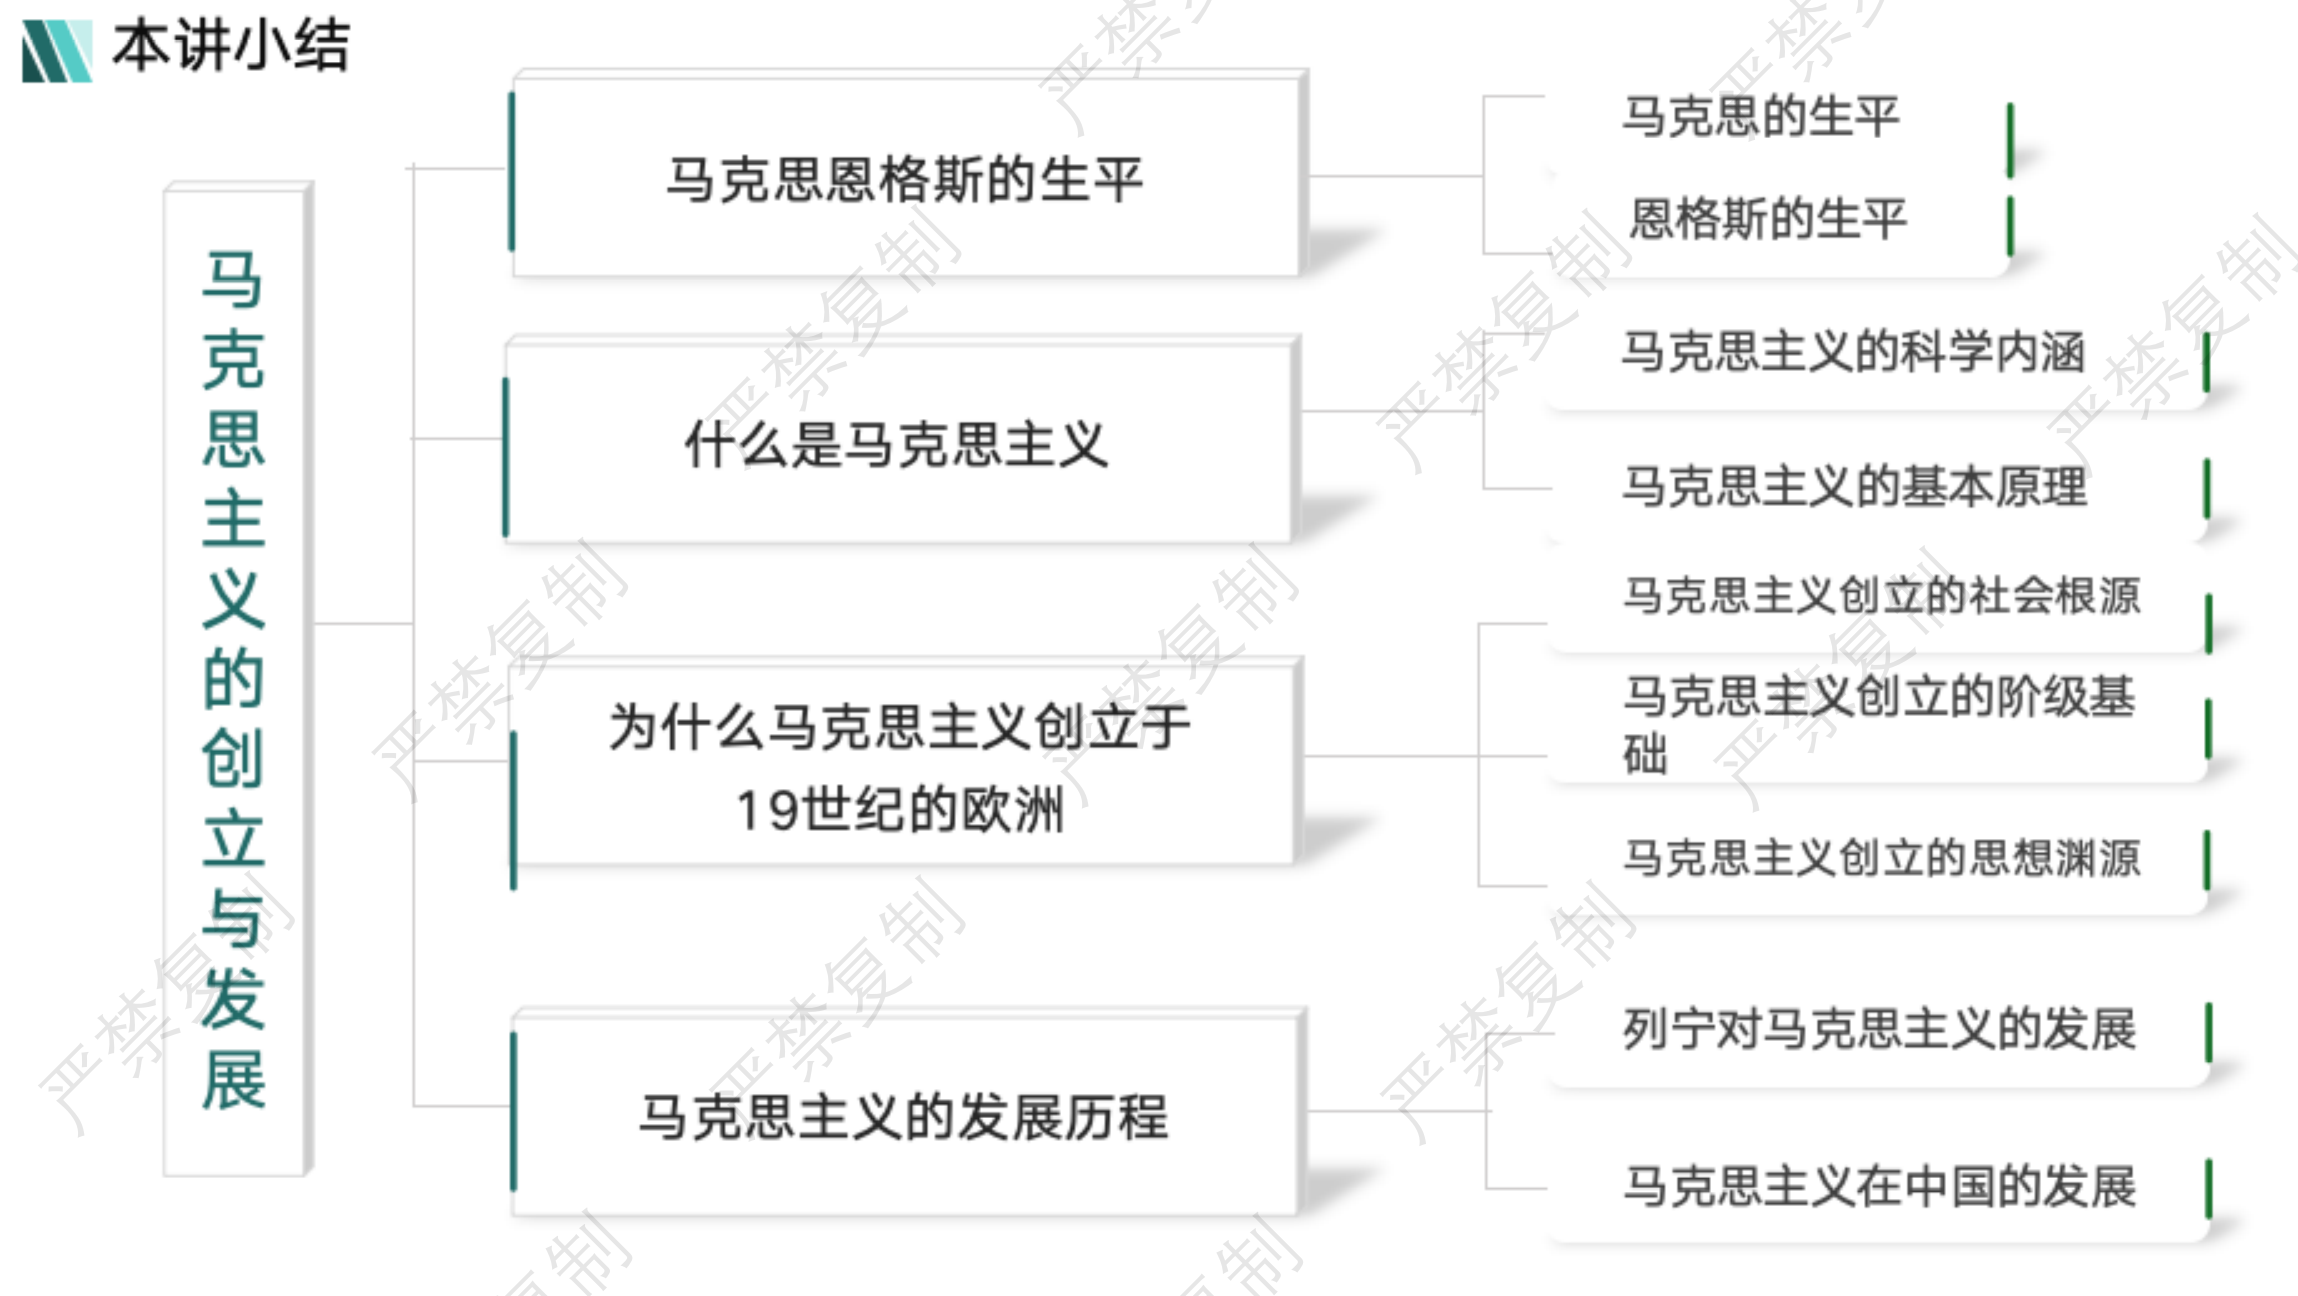 本讲小结
马克思主义的创立与发展
马克思恩格斯的生平
马克思的生平
恩格斯的生平
什么是马克思主义
马克思主义的科学内涵
马克思主义的基本原理
为什么马克思主义创立于
19世纪的欧洲
马克思主义创立的社会根源
马克思主义创立的阶级基
础
马克思主义创立的思想渊源
马克思主义的发展历程
列宁对马克思主义的发展
马克思主义在中国的发展
严禁复制
严禁复制
严禁复制
严禁复制
严禁复制
严禁复制
严禁复制
严禁复制
严禁复制
严禁复制
严禁复制